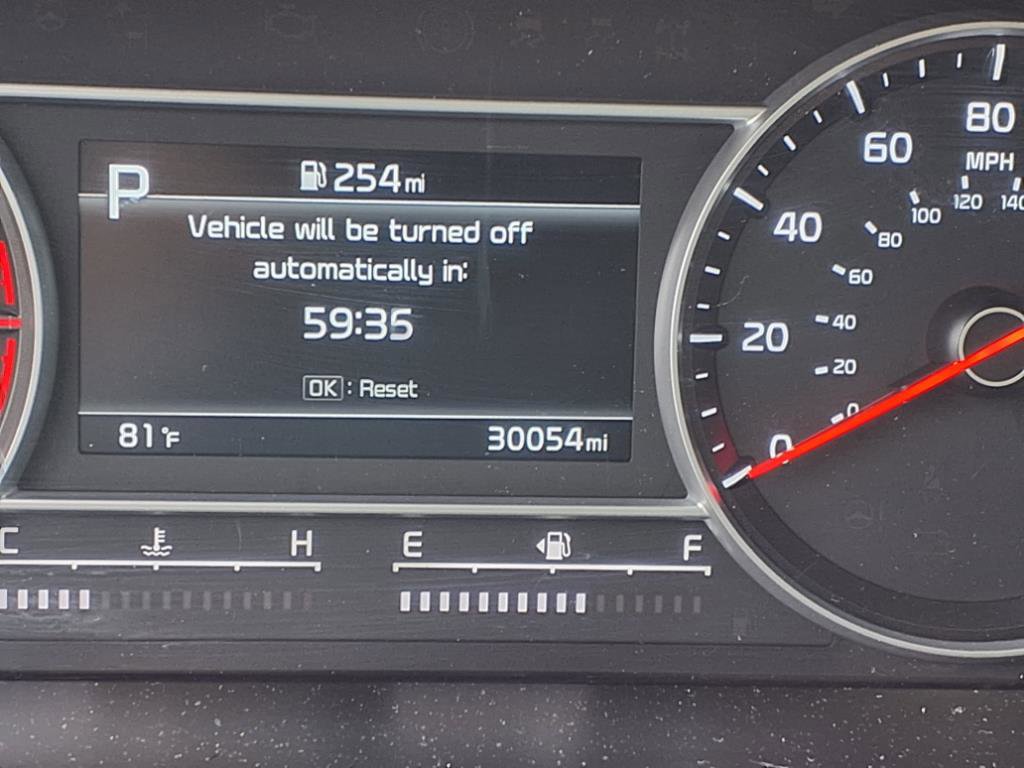 P
254mi
Vehicle will be turned off
automatically in:
59:35
OK : Reset
81°F
30054mi
C
H
E
F
80
60
MPH
40
20
0
140
120
100
80
60
40
20
0